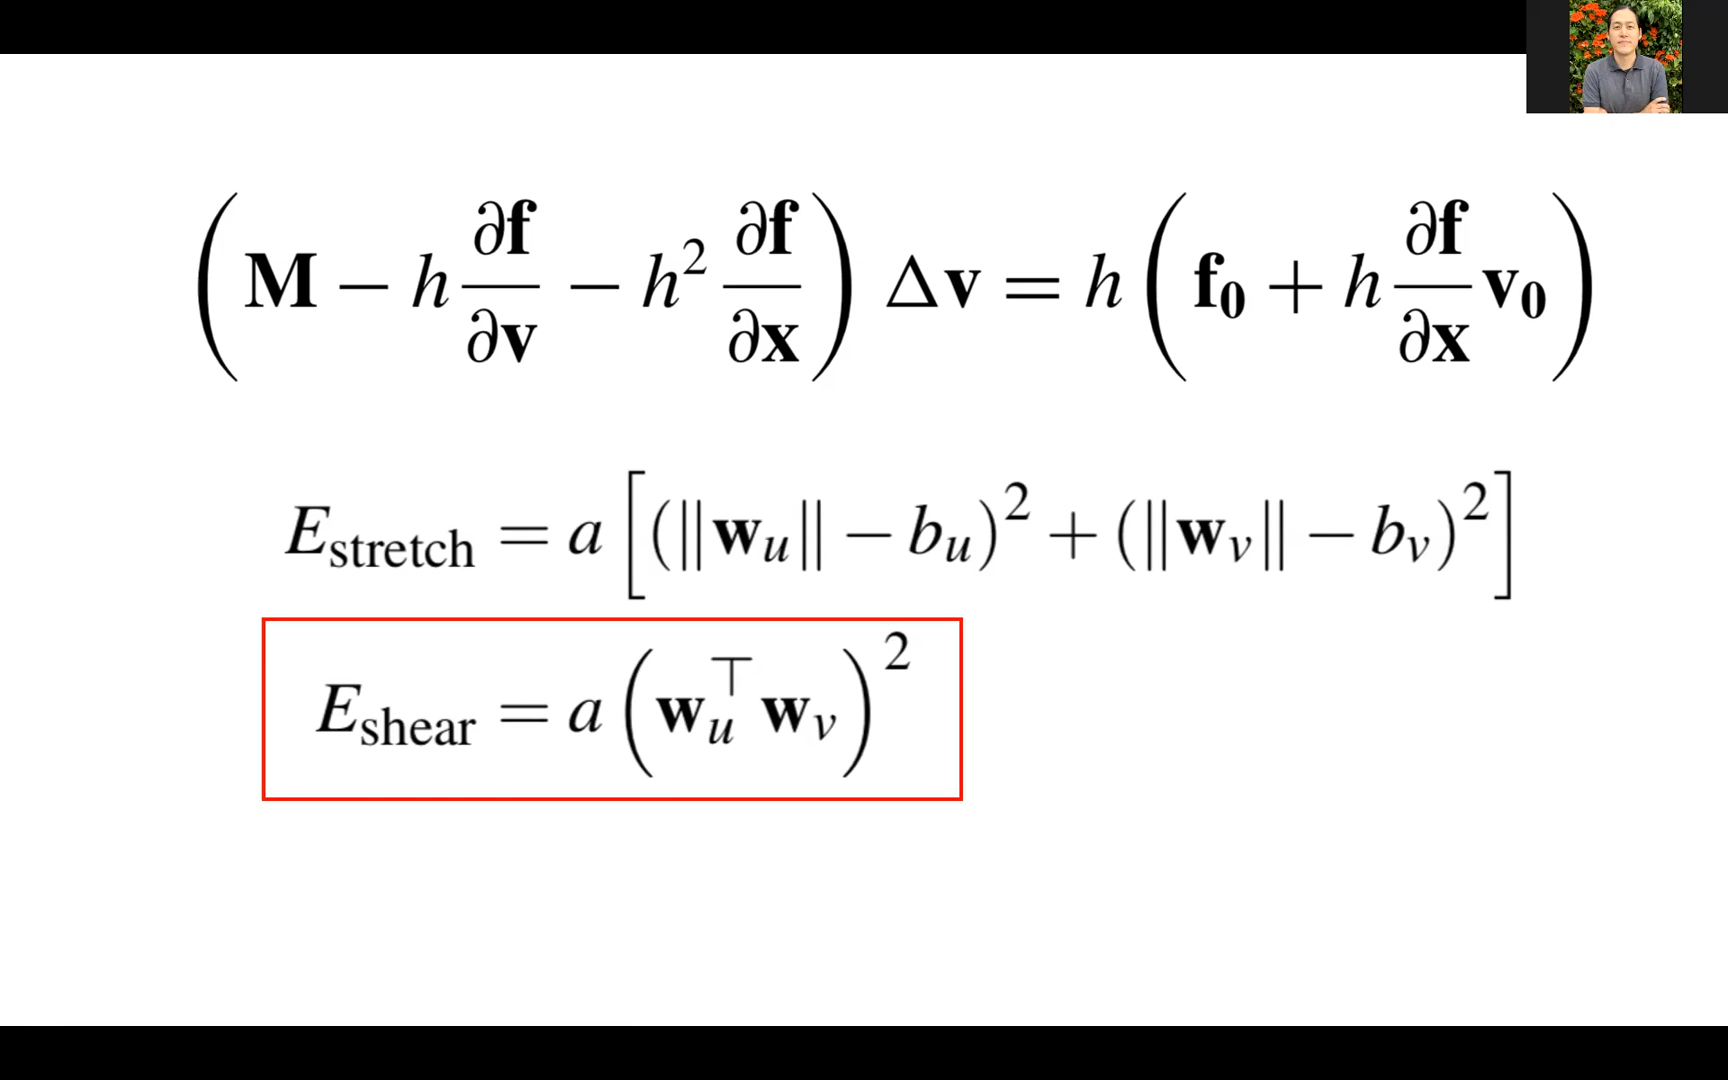 (M − h ∂f/∂v − h² ∂f/∂x) Δv = h (f₀ + h ∂f/∂x v₀)
E_stretch = a [(‖w_u‖ − b_u)² + (‖w_v‖ − b_v)²]
E_shear = a (w_u^⊤ w_v)²